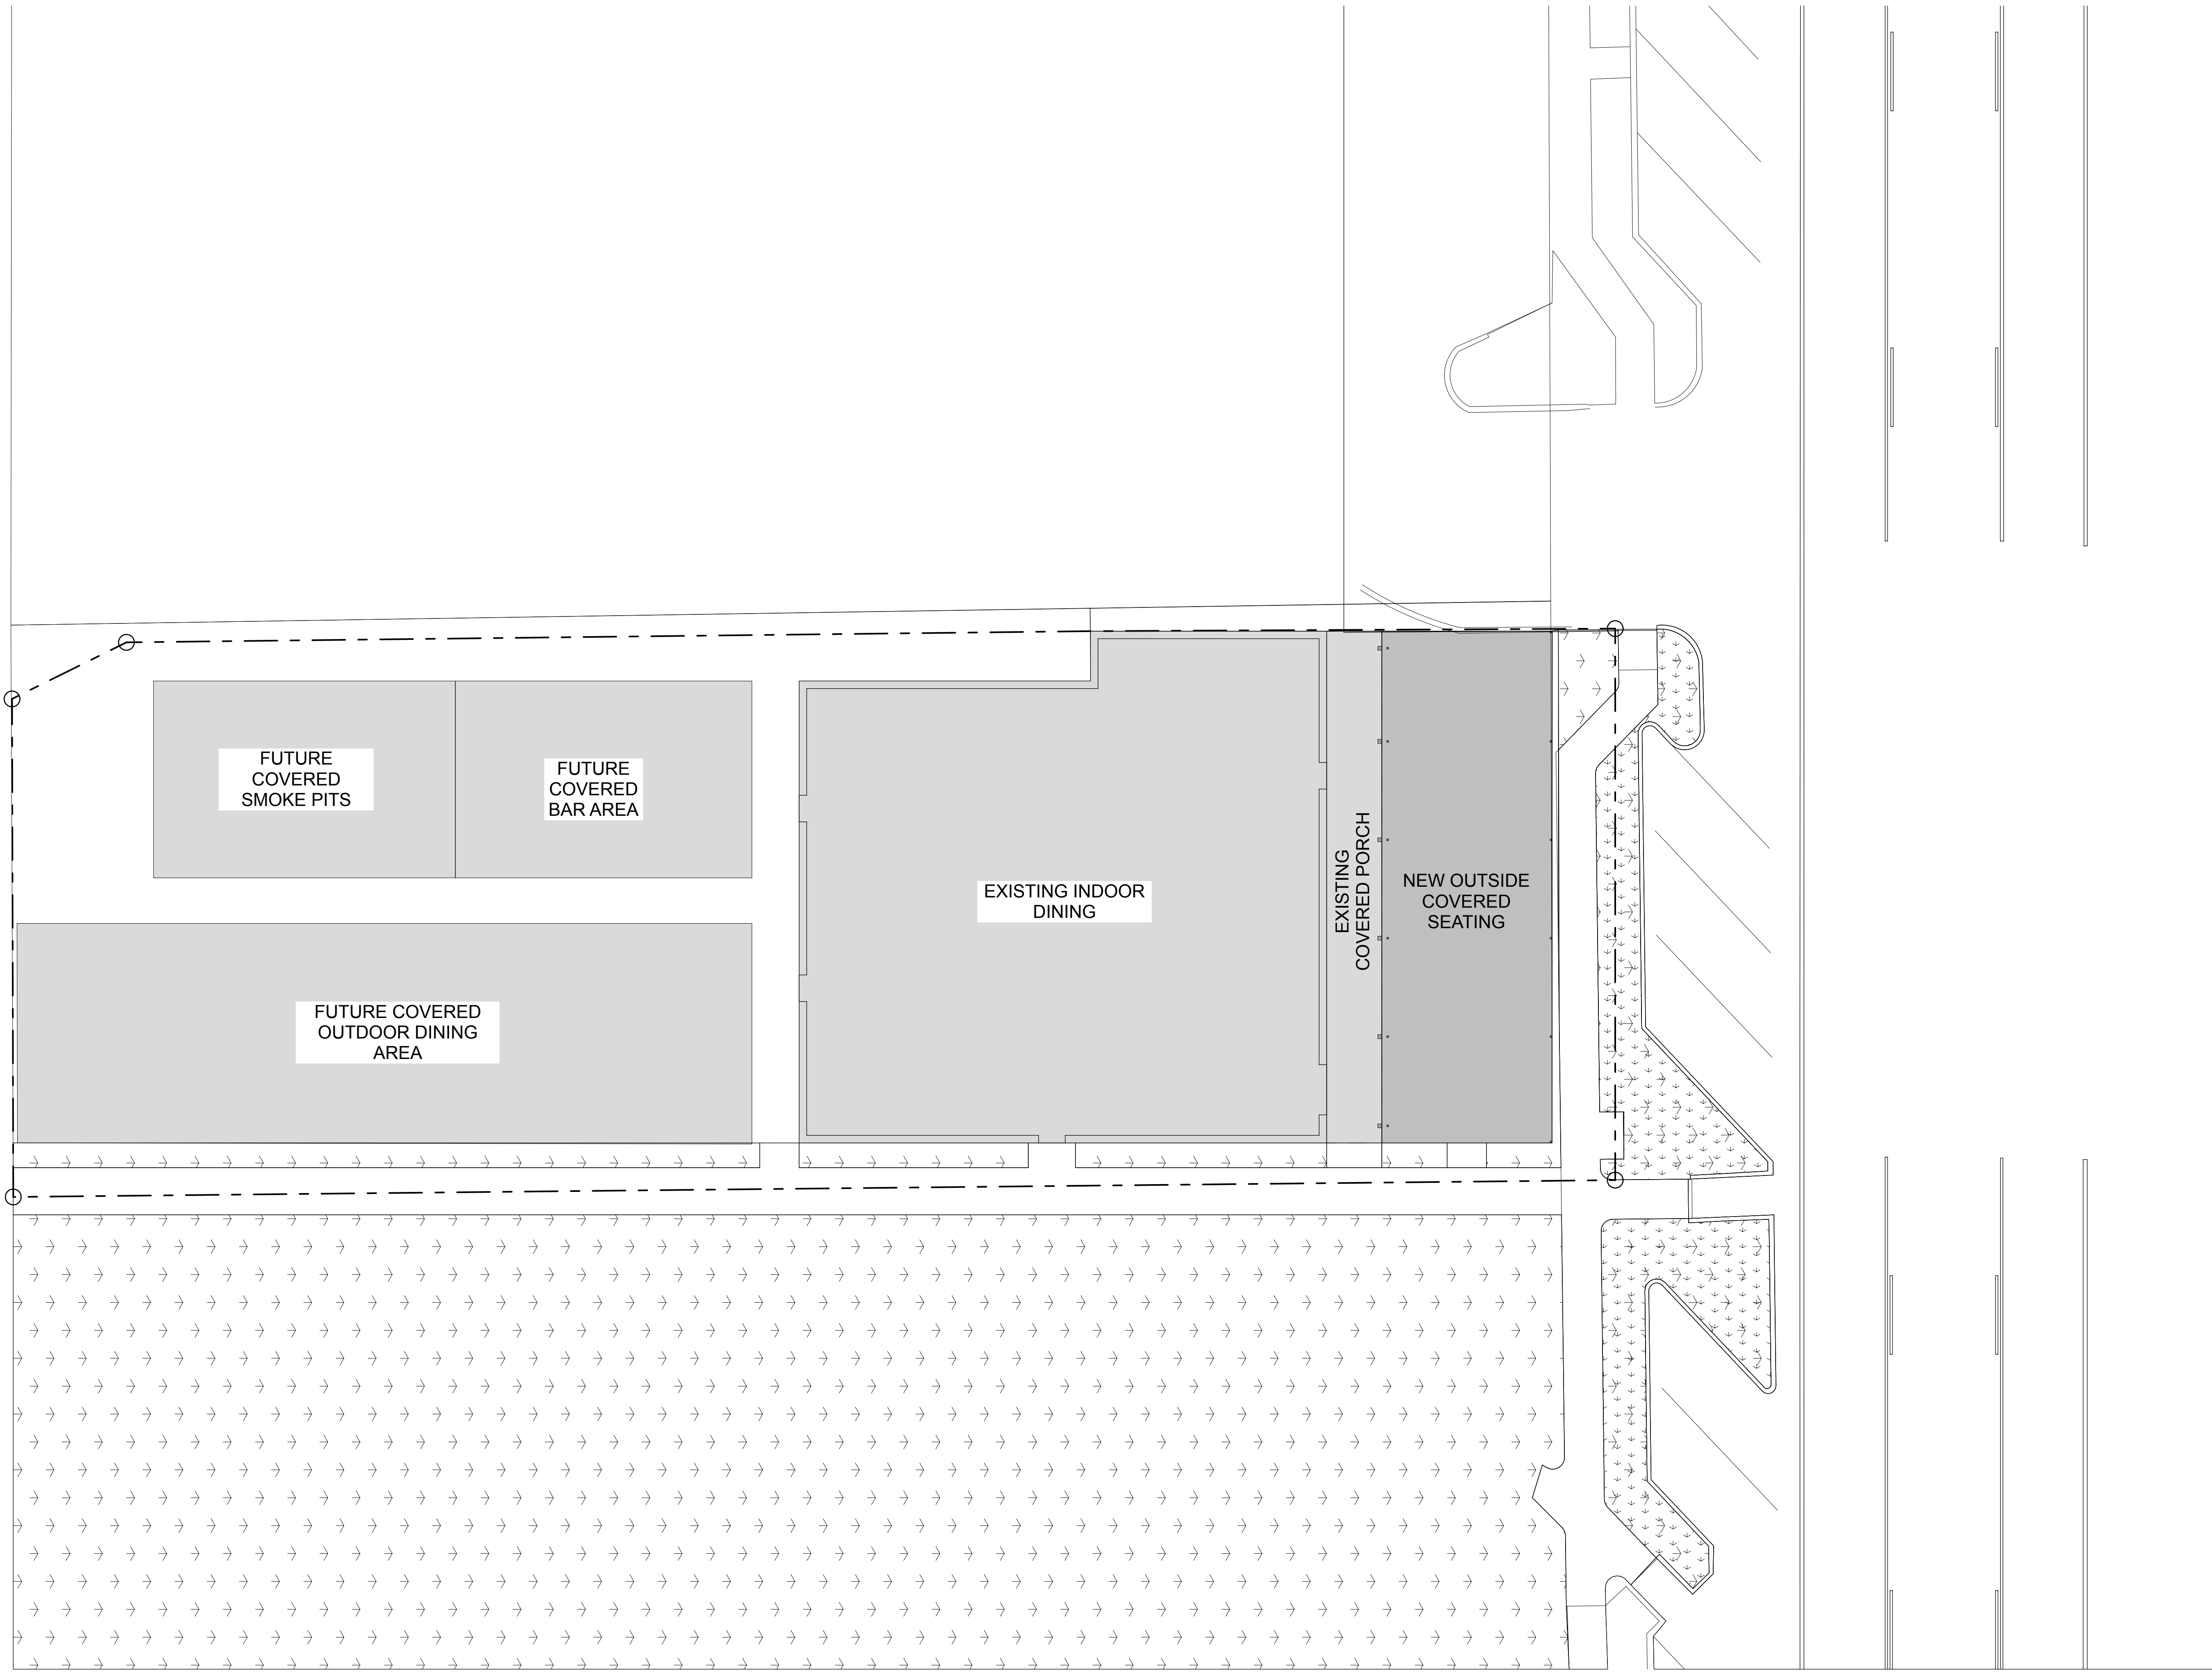 FUTURE
COVERED
SMOKE PITS
FUTURE
COVERED
BAR AREA
EXISTING INDOOR
DINING
EXISTING
COVERED PORCH
NEW OUTSIDE
COVERED
SEATING
FUTURE COVERED
OUTDOOR DINING
AREA